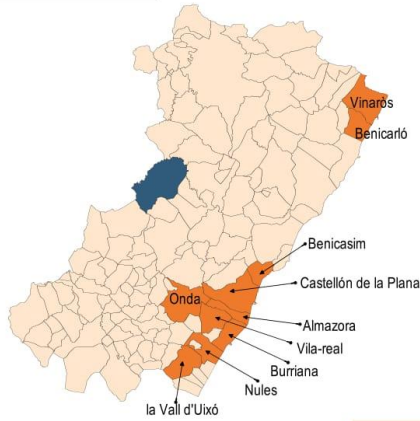 Vinaròs
Benicarló
Benicasim
Castellón de la Plana
Onda
Almazora
Vila-real
Burriana
Nules
la Vall d'Uixó